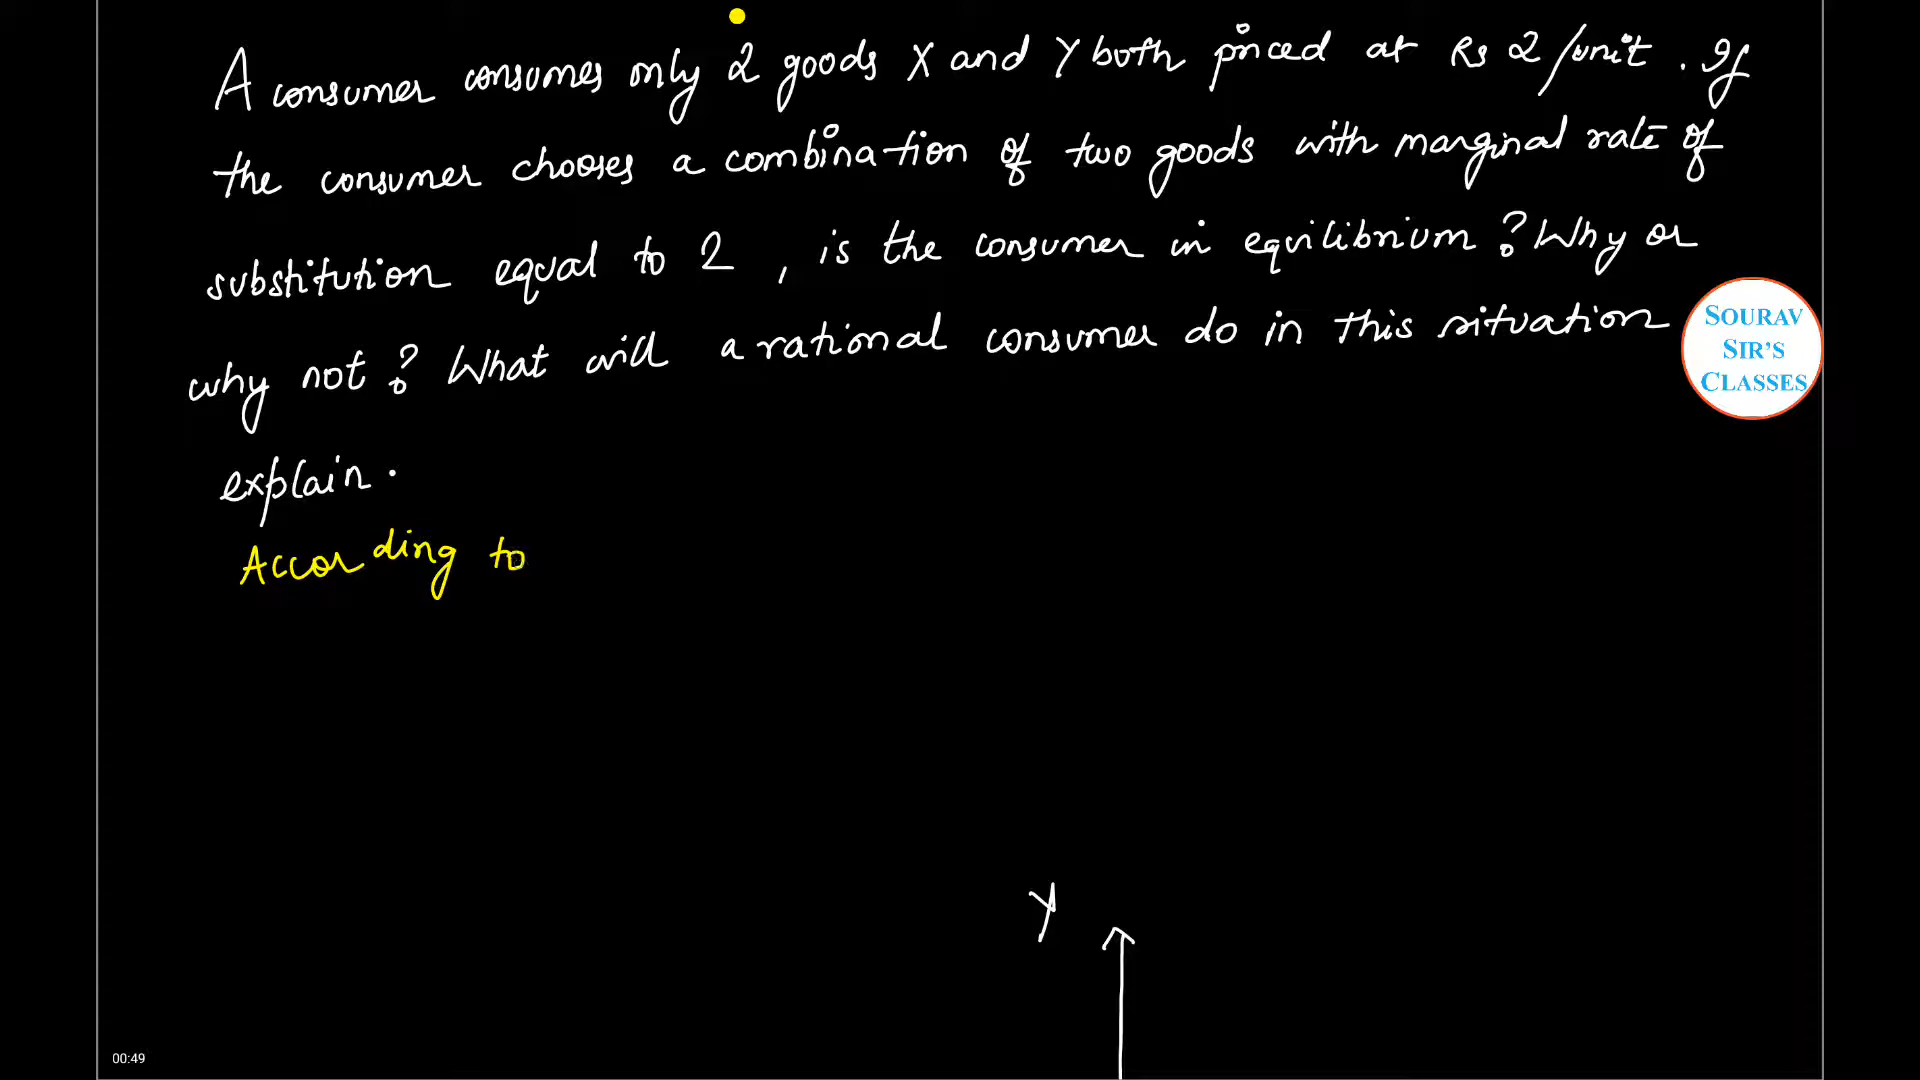 A consumer consumes only 2 goods X and Y both priced at Rs 2/unit. If
the consumer chooses a combination of two goods with marginal rate of
substitution equal to 2, is the consumer in equilibrium? Why or
why not? What will a rational consumer do in this situation
explain.
SOURAV
SIR'S
CLASSES
According to
Y
00:49